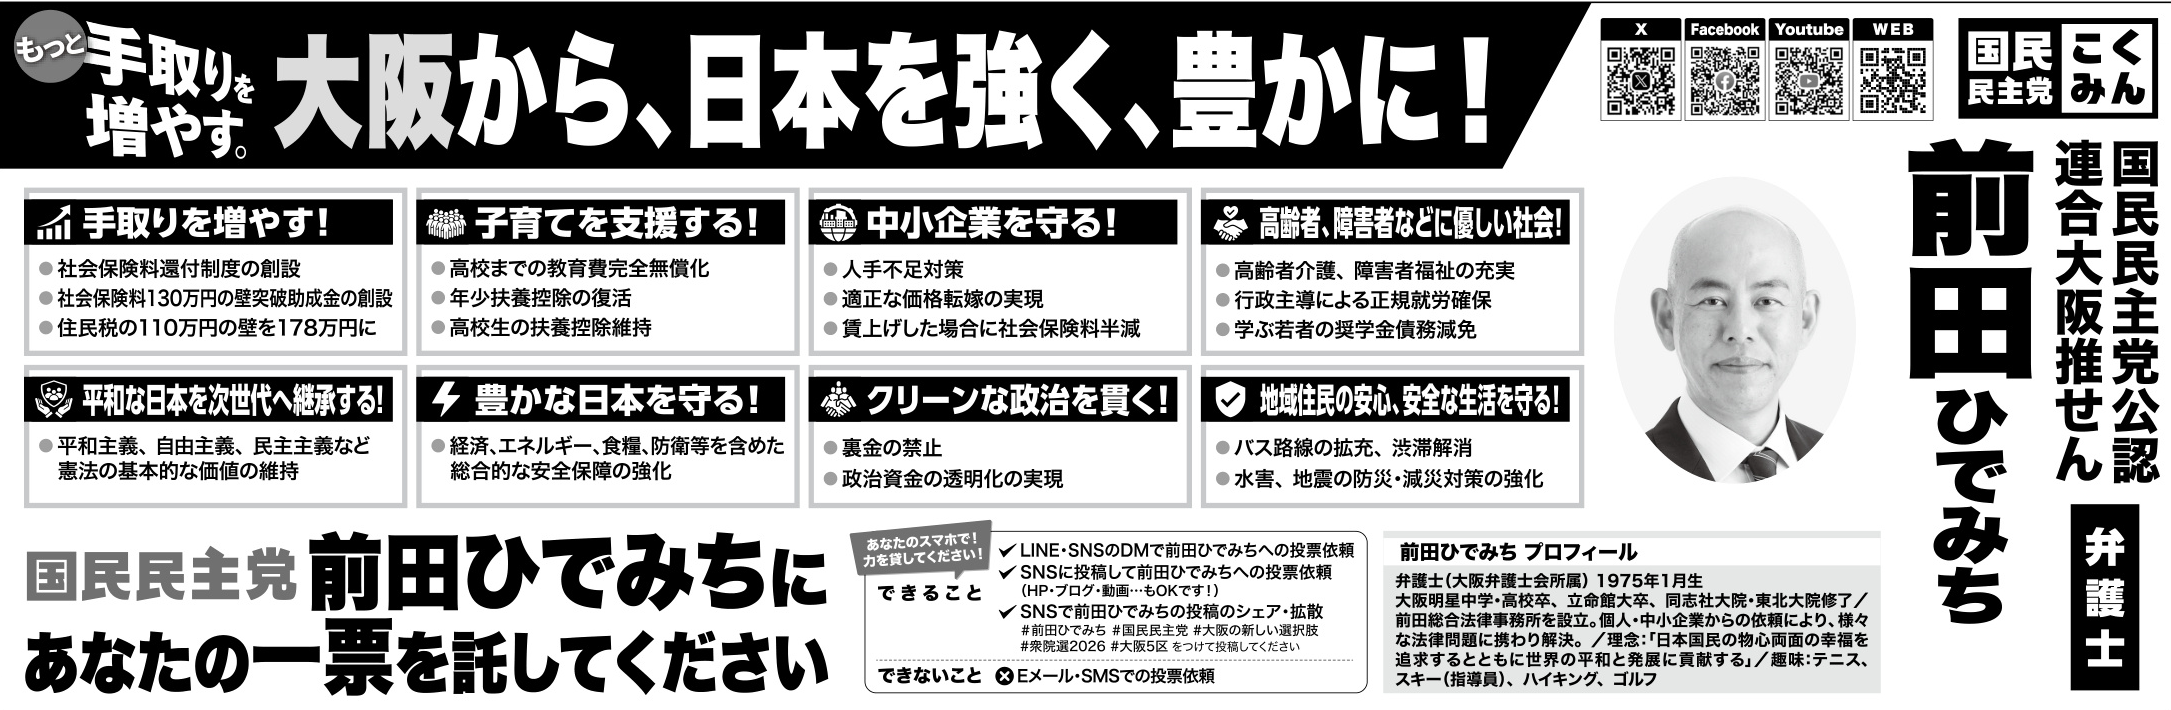 もっと
手取りを
増やす。
大阪から、日本を強く、豊かに！
X
Facebook
Youtube
WEB
国民
民主党
こく
みん
国民民主党公認
連合大阪推せん
前田ひでみち
弁護士
手取りを増やす！
●社会保険料還付制度の創設
●社会保険料130万円の壁突破助成金の創設
●住民税の110万円の壁を178万円に
子育てを支援する！
●高校までの教育費完全無償化
●年少扶養控除の復活
●高校生の扶養控除維持
中小企業を守る！
●人手不足対策
●適正な価格転嫁の実現
●賃上げした場合に社会保険料半減
高齢者、障害者などに優しい社会！
●高齢者介護、障害者福祉の充実
●行政主導による正規就労確保
●学ぶ若者の奨学金債務減免
平和な日本を次世代へ継承する！
●平和主義、自由主義、民主主義など
憲法の基本的な価値の維持
豊かな日本を守る！
●経済、エネルギー、食糧、防衛等を含めた
総合的な安全保障の強化
クリーンな政治を貫く！
●裏金の禁止
●政治資金の透明化の実現
地域住民の安心、安全な生活を守る！
●バス路線の拡充、渋滞解消
●水害、地震の防災・減災対策の強化
国民民主党 前田ひでみちに
あなたの一票を託してください
あなたのスマホで！
力を貸してください！
できること
✓LINE・SNSのDMで前田ひでみちへの投票依頼
✓SNSに投稿して前田ひでみちへの投票依頼
（HP・ブログ・動画…もOKです！）
✓SNSで前田ひでみちの投稿のシェア・拡散
#前田ひでみち #国民民主党 #大阪の新しい選択肢
#衆院選2026 #大阪5区 をつけて投稿してください
できないこと
Eメール・SMSでの投票依頼
前田ひでみち プロフィール
弁護士（大阪弁護士会所属） 1975年1月生
大阪明星中学・高校卒、立命館大卒、同志社大院・東北大院修了／
前田総合法律事務所を設立。個人・中小企業からの依頼により、様々
な法律問題に携わり解決。／理念：「日本国民の物心両面の幸福を
追求するとともに世界の平和と発展に貢献する」／趣味：テニス、
スキー（指導員）、ハイキング、ゴルフ